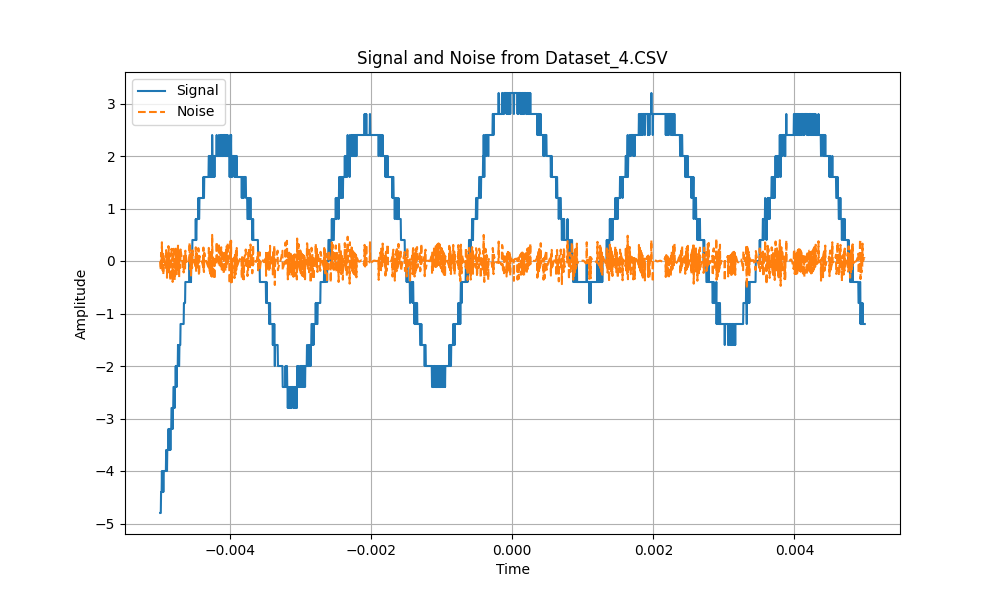 Signal and Noise from Dataset_4.CSV
Signal
Noise
3
2
1
0
−1
−2
−3
−4
−5
Amplitude
−0.004
−0.002
0.000
0.002
0.004
Time